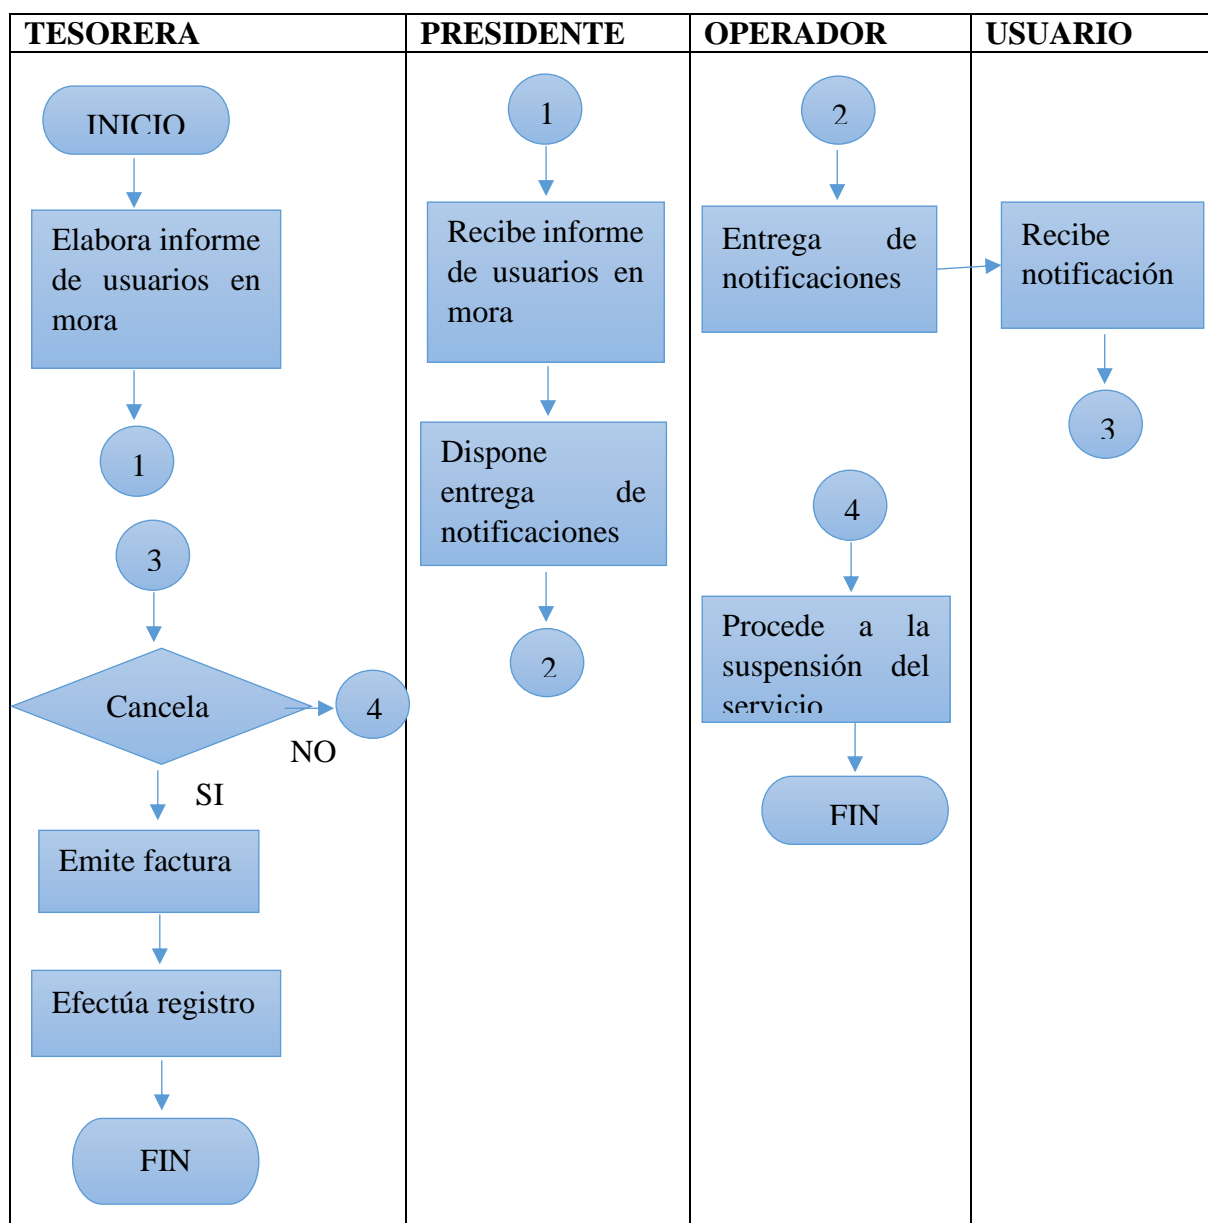 TESORERA
PRESIDENTE
OPERADOR
USUARIO
INICIO
Elabora informe
de usuarios en
mora
1
3
Cancela
4
NO
SI
Emite factura
Efectúa registro
FIN
1
Recibe informe
de usuarios en
mora
Dispone
entrega de
notificaciones
2
2
Entrega de
notificaciones
4
Procede a la
suspensión del
servicio
FIN
Recibe
notificación
3